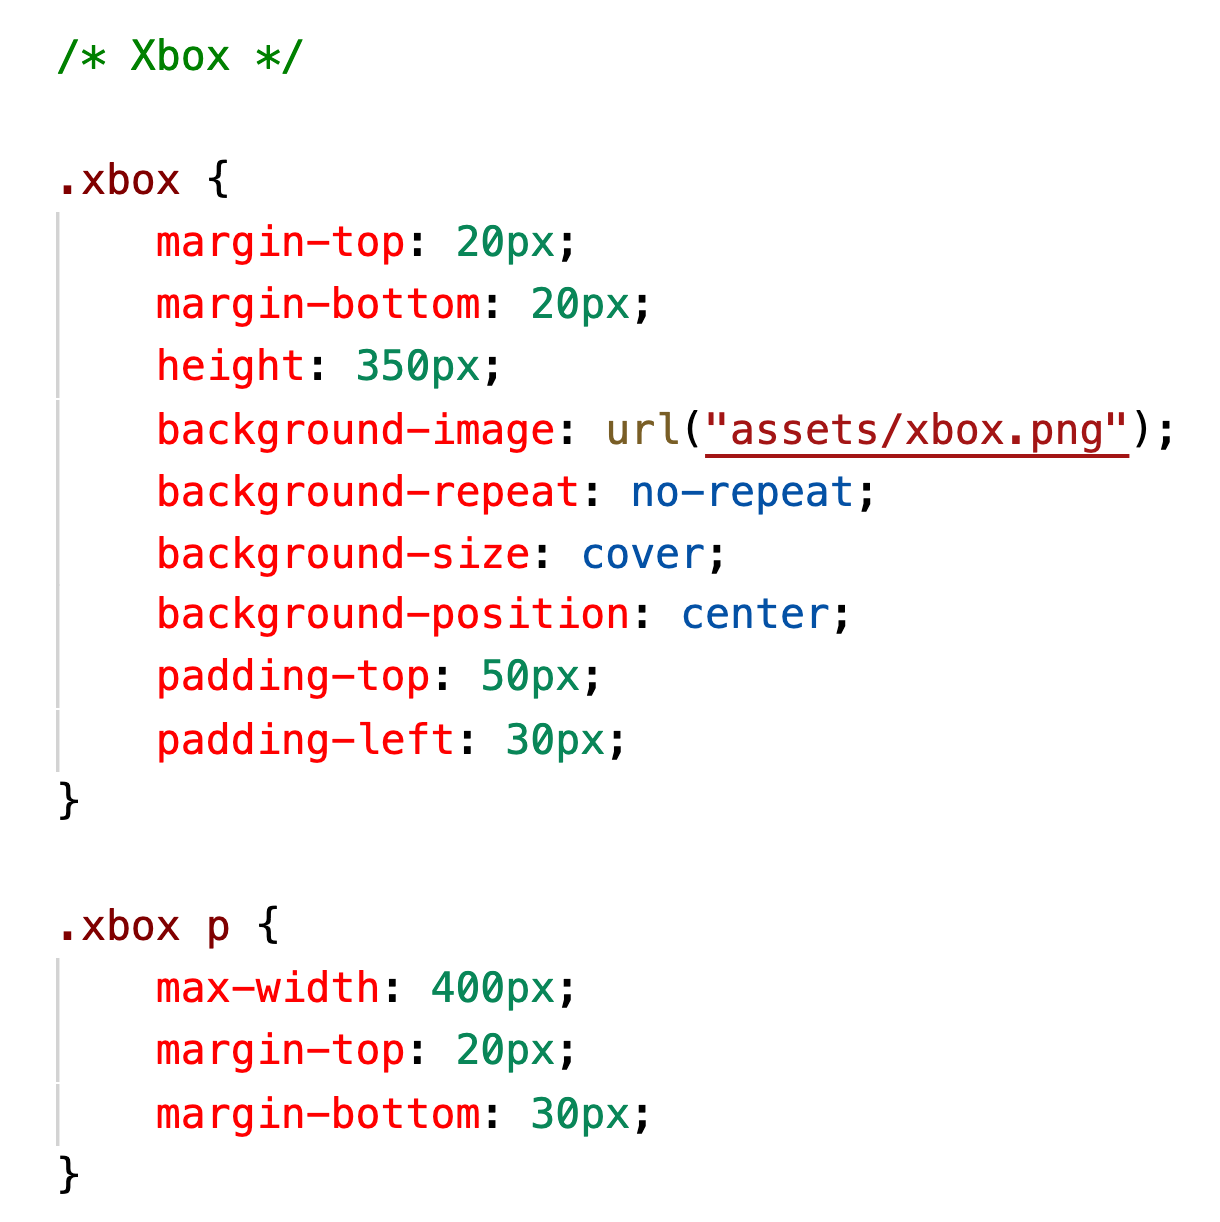 /* Xbox */
.xbox {
    margin-top: 20px;
    margin-bottom: 20px;
    height: 350px;
    background-image: url("assets/xbox.png");
    background-repeat: no-repeat;
    background-size: cover;
    background-position: center;
    padding-top: 50px;
    padding-left: 30px;
}
.xbox p {
    max-width: 400px;
    margin-top: 20px;
    margin-bottom: 30px;
}